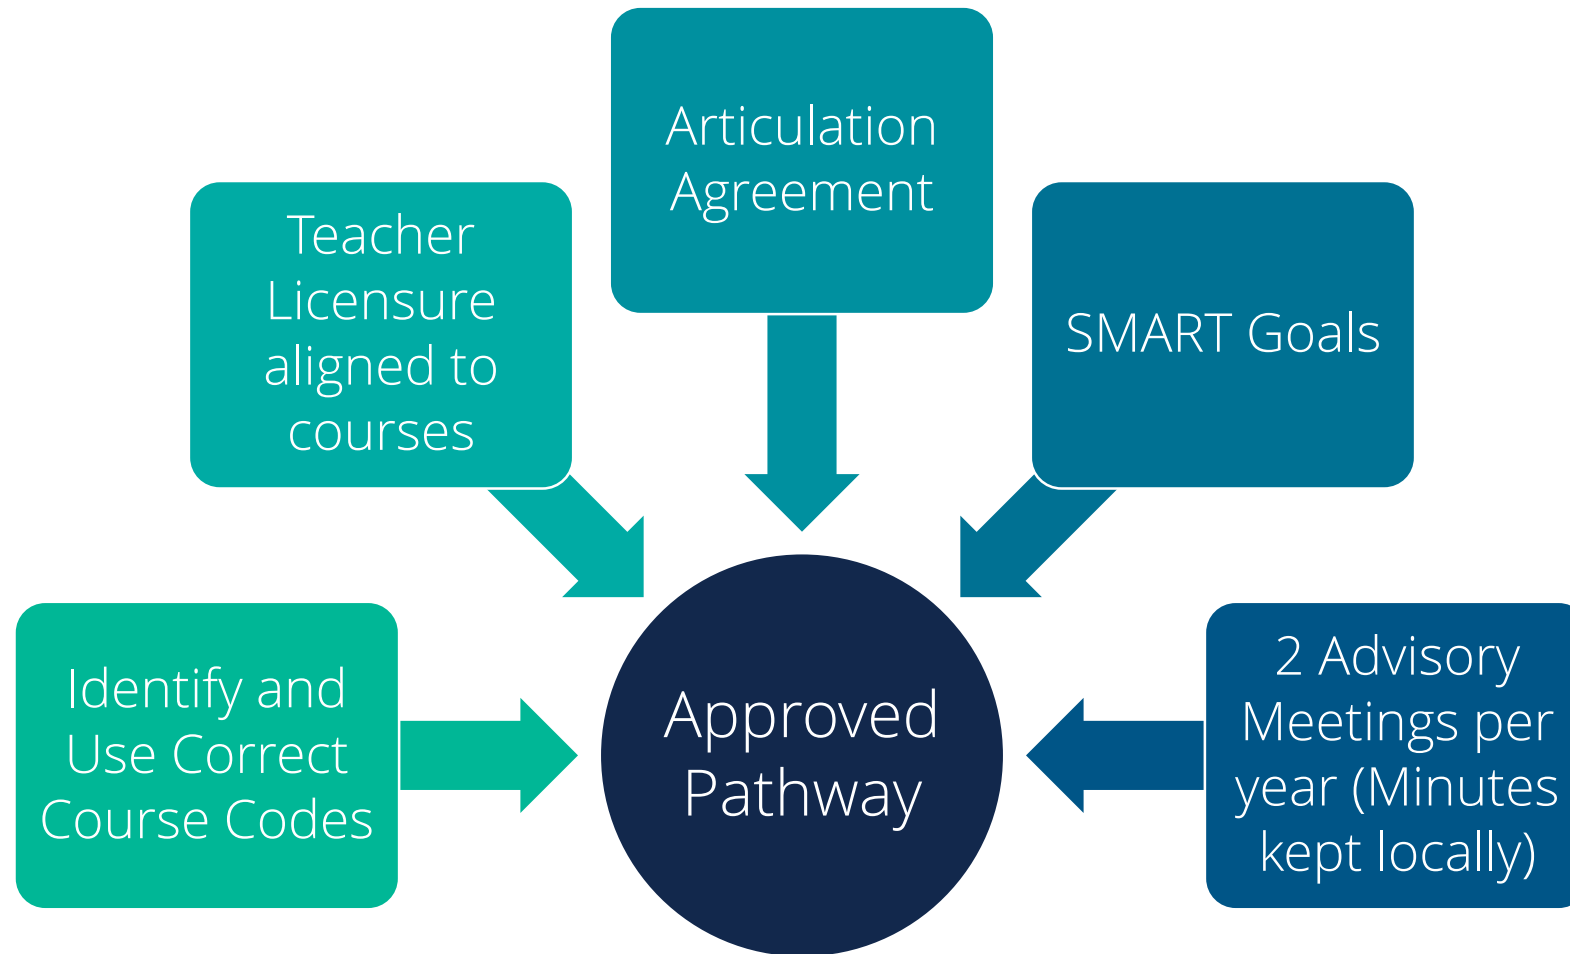 Articulation
Agreement
Teacher
Licensure
aligned to
courses
SMART Goals
Identify and
Use Correct
Course Codes
Approved
Pathway
2 Advisory
Meetings per
year (Minutes
kept locally)